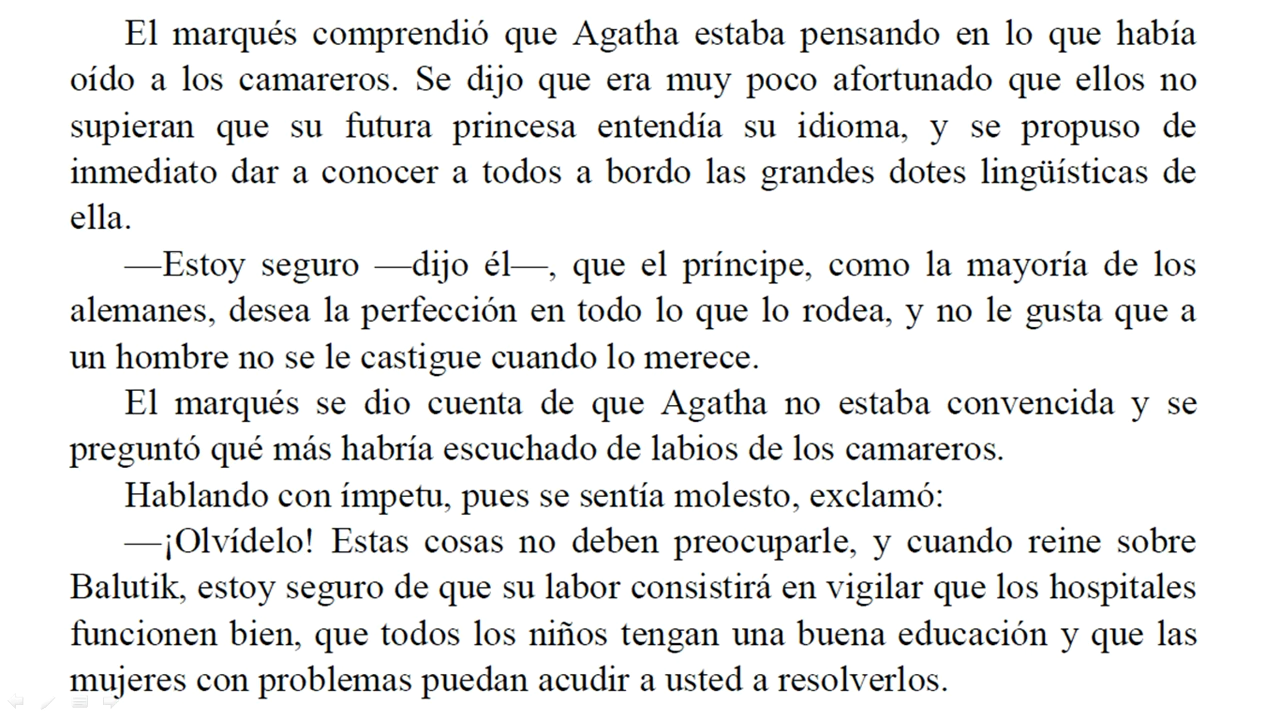 El marqués comprendió que Agatha estaba pensando en lo que había
oído a los camareros. Se dijo que era muy poco afortunado que ellos no
supieran que su futura princesa entendía su idioma, y se propuso de
inmediato dar a conocer a todos a bordo las grandes dotes lingüísticas de
ella.
—Estoy seguro —dijo él—, que el príncipe, como la mayoría de los
alemanes, desea la perfección en todo lo que lo rodea, y no le gusta que a
un hombre no se le castigue cuando lo merece.
El marqués se dio cuenta de que Agatha no estaba convencida y se
preguntó qué más habría escuchado de labios de los camareros.
Hablando con ímpetu, pues se sentía molesto, exclamó:
—¡Olvídelo! Estas cosas no deben preocuparle, y cuando reine sobre
Balutik, estoy seguro de que su labor consistirá en vigilar que los hospitales
funcionen bien, que todos los niños tengan una buena educación y que las
mujeres con problemas puedan acudir a usted a resolverlos.